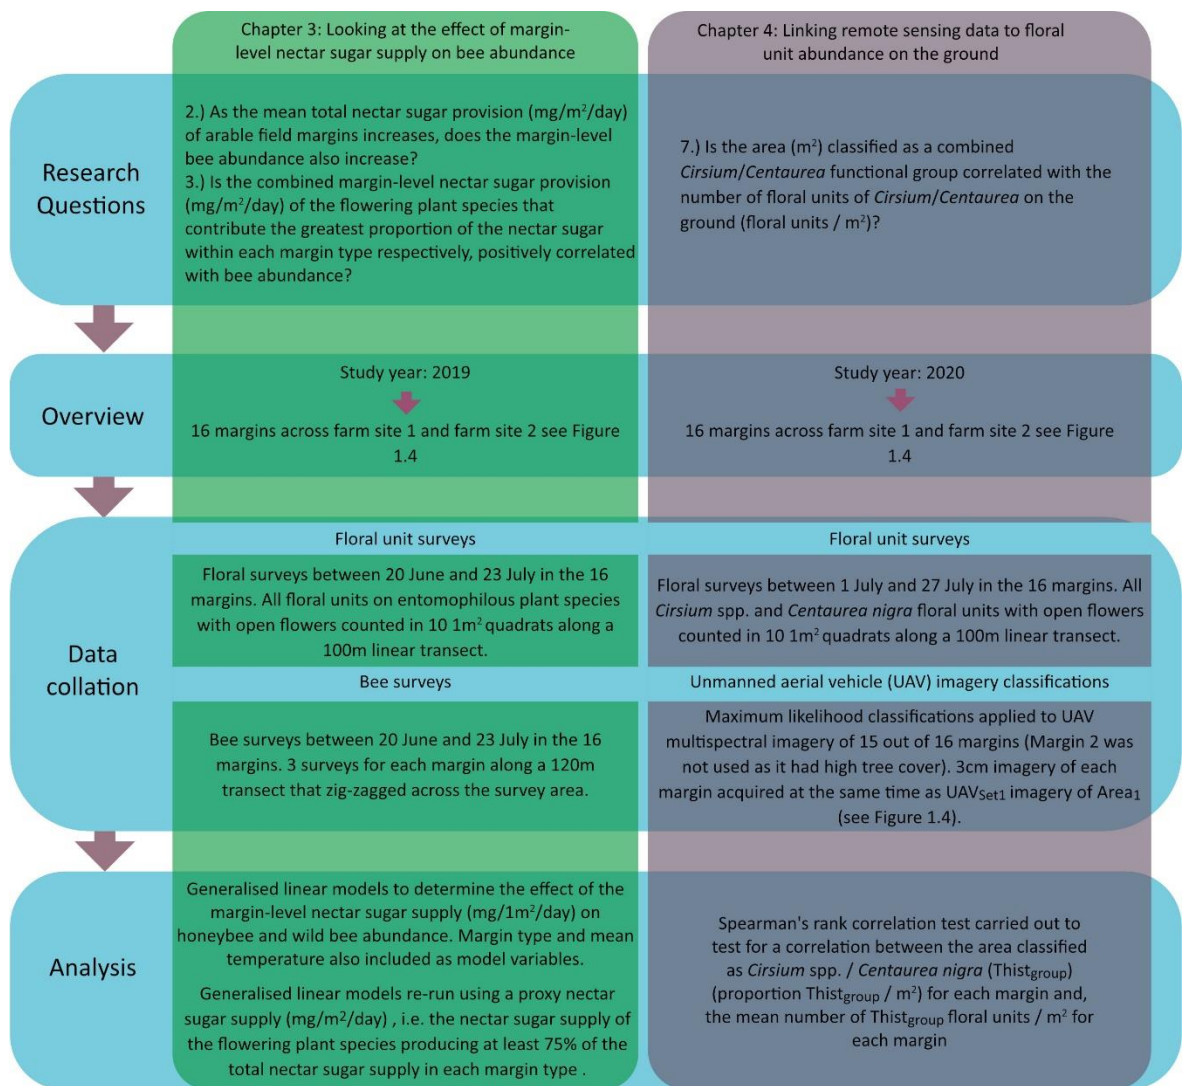 Chapter 3: Looking at the effect of margin-
level nectar sugar supply on bee abundance
Chapter 4: Linking remote sensing data to floral
unit abundance on the ground
Research
Questions
2.) As the mean total nectar sugar provision (mg/m²/day)
of arable field margins increases, does the margin-level
bee abundance also increase?
3.) Is the combined margin-level nectar sugar provision
(mg/m²/day) of the flowering plant species that
contribute the greatest proportion of the nectar sugar
within each margin type respectively, positively correlated
with bee abundance?
7.) Is the area (m²) classified as a combined
Cirsium/Centaurea functional group correlated with the
number of floral units of Cirsium/Centaurea on the
ground (floral units / m²)?
Overview
Study year: 2019
16 margins across farm site 1 and farm site 2 see Figure
1.4
Study year: 2020
16 margins across farm site 1 and farm site 2 see Figure
1.4
Data
collation
Floral unit surveys
Floral surveys between 20 June and 23 July in the 16
margins. All floral units on entomophilous plant species
with open flowers counted in 10 1m² quadrats along a
100m linear transect.
Bee surveys
Bee surveys between 20 June and 23 July in the 16
margins. 3 surveys for each margin along a 120m
transect that zig-zagged across the survey area.
Floral unit surveys
Floral surveys between 1 July and 27 July in the 16 margins. All
Cirsium spp. and Centaurea nigra floral units with open flowers
counted in 10 1m² quadrats along a 100m linear transect.
Unmanned aerial vehicle (UAV) imagery classifications
Maximum likelihood classifications applied to UAV
multispectral imagery of 15 out of 16 margins (Margin 2 was
not used as it had high tree cover). 3cm imagery of each
margin acquired at the same time as UAVSet1 imagery of Area1
(see Figure 1.4).
Analysis
Generalised linear models to determine the effect of the
margin-level nectar sugar supply (mg/1m²/day) on
honeybee and wild bee abundance. Margin type and mean
temperature also included as model variables.
Generalised linear models re-run using a proxy nectar
sugar supply (mg/m²/day) , i.e. the nectar sugar supply of
the flowering plant species producing at least 75% of the
total nectar sugar supply in each margin type .
Spearman's rank correlation test carried out to
test for a correlation between the area classified
as Cirsium spp. / Centaurea nigra (Thistgroup)
(proportion Thistgroup / m²) for each margin and,
the mean number of Thistgroup floral units / m² for
each margin